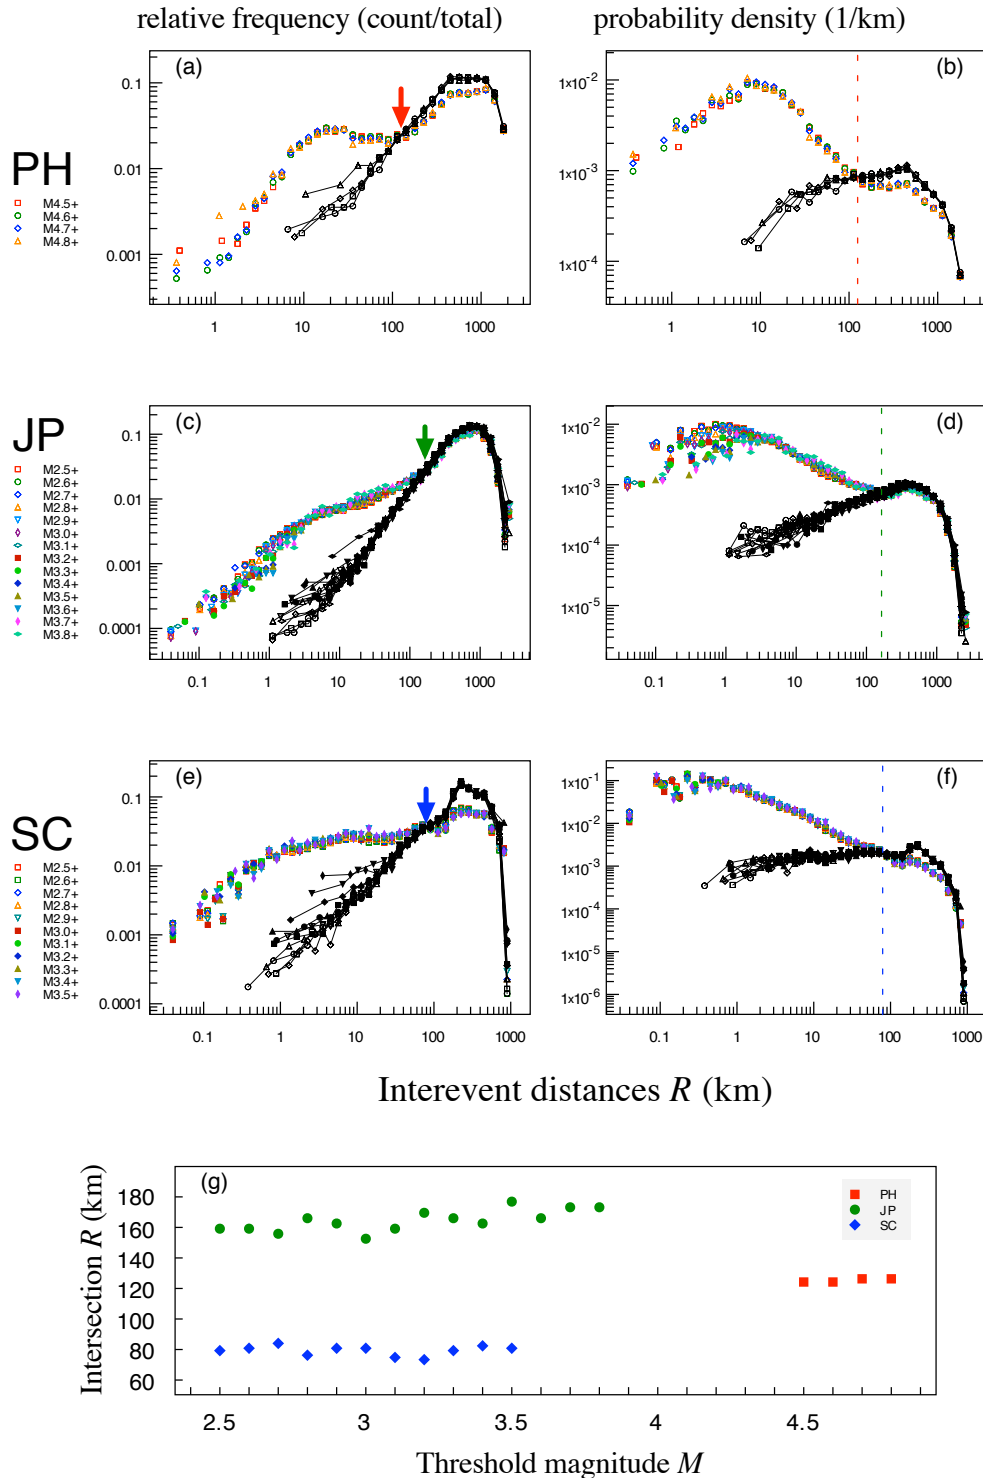 relative frequency (count/total)
probability density (1/km)
PH
M4.5+
M4.6+
M4.7+
M4.8+
(a)
0.1
0.01
0.001
1 10 100 1000
(b)
1x10-2
1x10-3
1x10-4
1 10 100 1000
JP
M2.5+
M2.6+
M2.7+
M2.8+
M2.9+
M3.0+
M3.1+
M3.2+
M3.3+
M3.4+
M3.5+
M3.6+
M3.7+
M3.8+
(c)
0.1
0.01
0.001
0.0001
0.1 1 10 100 1000
(d)
1x10-2
1x10-3
1x10-4
1x10-5
0.1 1 10 100 1000
SC
M2.5+
M2.6+
M2.7+
M2.8+
M2.9+
M3.0+
M3.1+
M3.2+
M3.3+
M3.4+
M3.5+
(e)
0.1
0.01
0.001
0.0001
0.1 1 10 100 1000
(f)
1x10-1
1x10-2
1x10-3
1x10-4
1x10-5
1x10-6
0.1 1 10 100 1000
Interevent distances R (km)
(g)
Intersection R (km)
180
160
140
120
100
80
60
PH
JP
SC
2.5 3 3.5 4 4.5
Threshold magnitude M